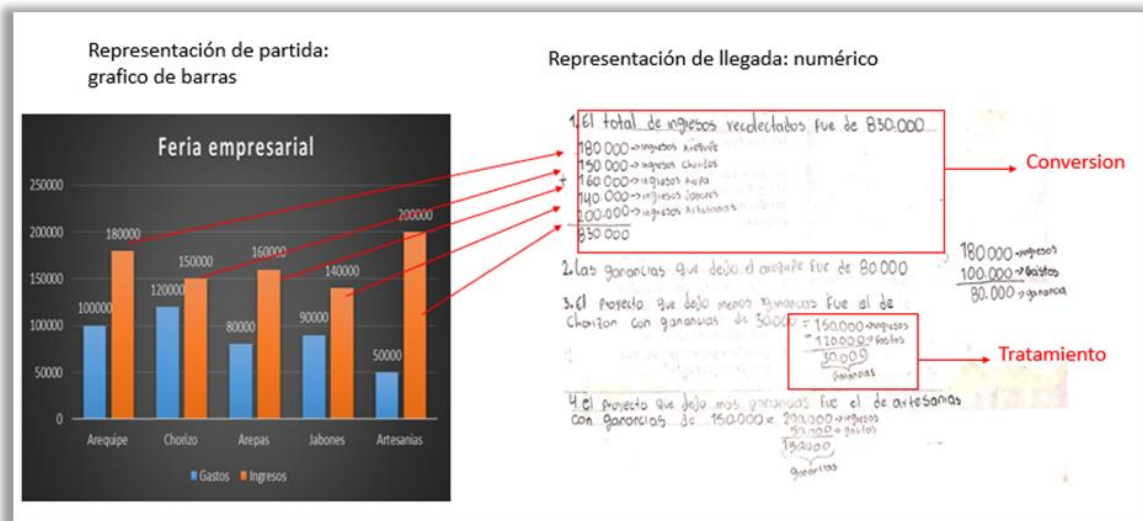 Representación de partida:
grafico de barras
Representación de llegada: numérico
Feria empresarial
250000
200000
150000
100000
50000
0
100000
180000
120000
150000
80000
160000
90000
140000
50000
200000
Arequipe
Chorizo
Arepas
Jabones
Artesanias
Gastos
Ingresos
1. El total de ingresos recolectados fue de 830.000
180.000 → ingresos Arequipe
150.000 → ingresos Chorizos
+ 160.000 → ingresos Arepa
140.000 → ingresos Jabones
200.000 → ingresos Artesanias
830.000
Conversion
2. Las ganancias que dejo el arequipe fue de 80.000
180.000 → ingresos
100.000 → Gastos
80.000 → ganancia
3. El proyecto que dejo menos ganancias fue el de
Chorizon con ganancias de 30.000 = 150.000 → ingresos
- 120.000 → Gastos
30.000
ganancias
Tratamiento
4. El proyecto que dejo mas ganancias fue el de artesanias
con ganancias de 150.000 = 200.000 → ingresos
50.000 → gastos
150.000
ganancias